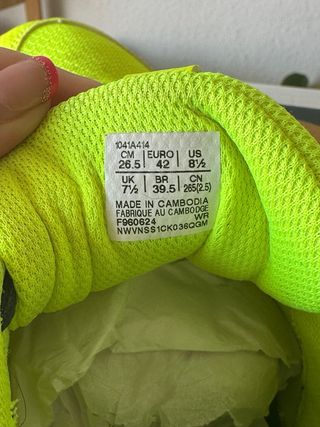 1041A414
CM EURO US
26.5 42 8½
UK BR CN
7½ 39.5 265(2.5)
MADE IN CAMBODIA
FABRIQUE AU CAMBODGE
F960624 WR
NWVNSS1CK036QGM